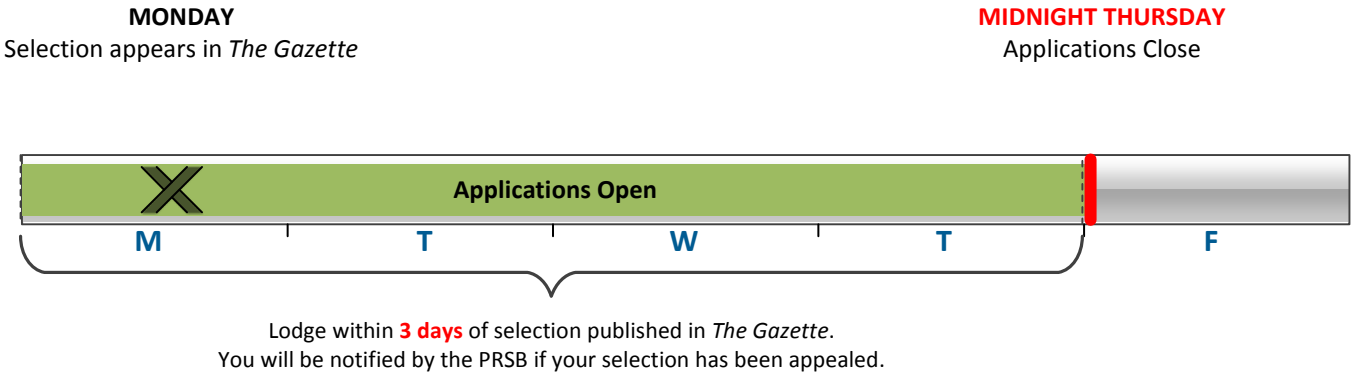 MONDAY
Selection appears in The Gazette
MIDNIGHT THURSDAY
Applications Close
Applications Open
M T W T F
Lodge within 3 days of selection published in The Gazette.
You will be notified by the PRSB if your selection has been appealed.